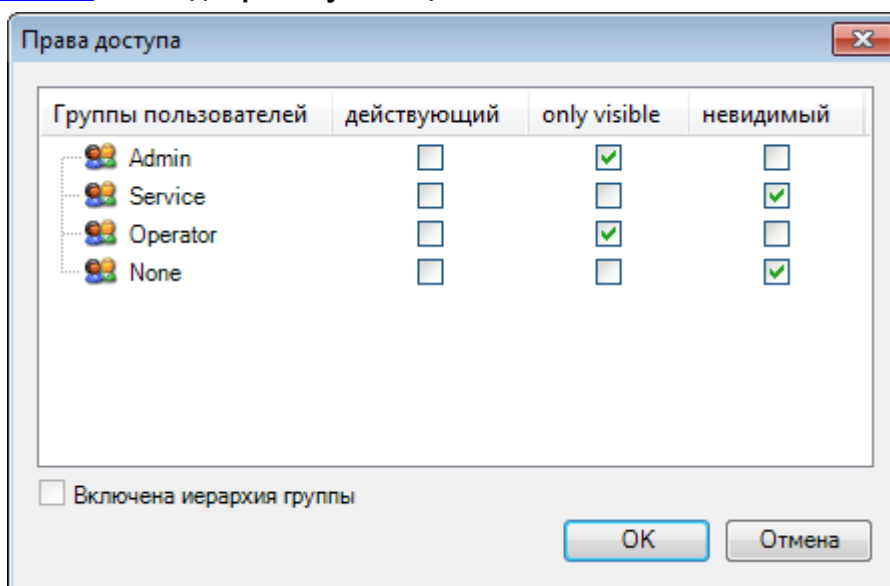 Права доступа
Группы пользователей действующий only visible невидимый
Admin
Service
Operator
None
Включена иерархия группы
OK Отмена